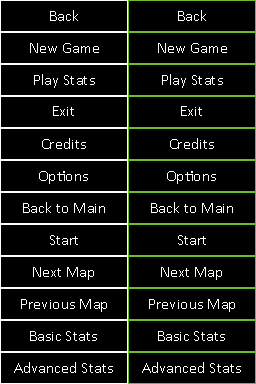 Back Back
New Game New Game
Play Stats Play Stats
Exit Exit
Credits Credits
Options Options
Back to Main Back to Main
Start Start
Next Map Next Map
Previous Map Previous Map
Basic Stats Basic Stats
Advanced Stats Advanced Stats